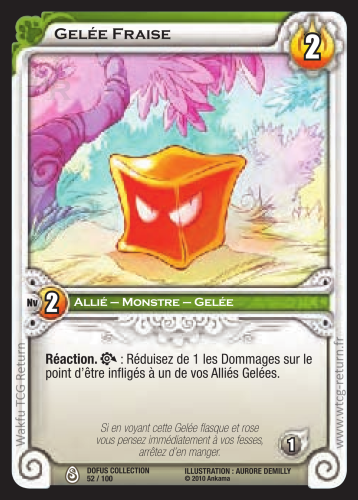 Gelée Fraise
2
Nv 2 Allié – Monstre – Gelée
Réaction. : Réduisez de 1 les Dommages sur le
point d'être infligés à un de vos Alliés Gelées.
Si en voyant cette Gelée flasque et rose
vous pensez immédiatement à vos fesses,
arrêtez d'en manger.
1
Wakfu TCG Return
www.wtcg-return.fr
DOFUS COLLECTION
52 / 100
ILLUSTRATION : AURORE DEMILLY
© 2010 Ankama